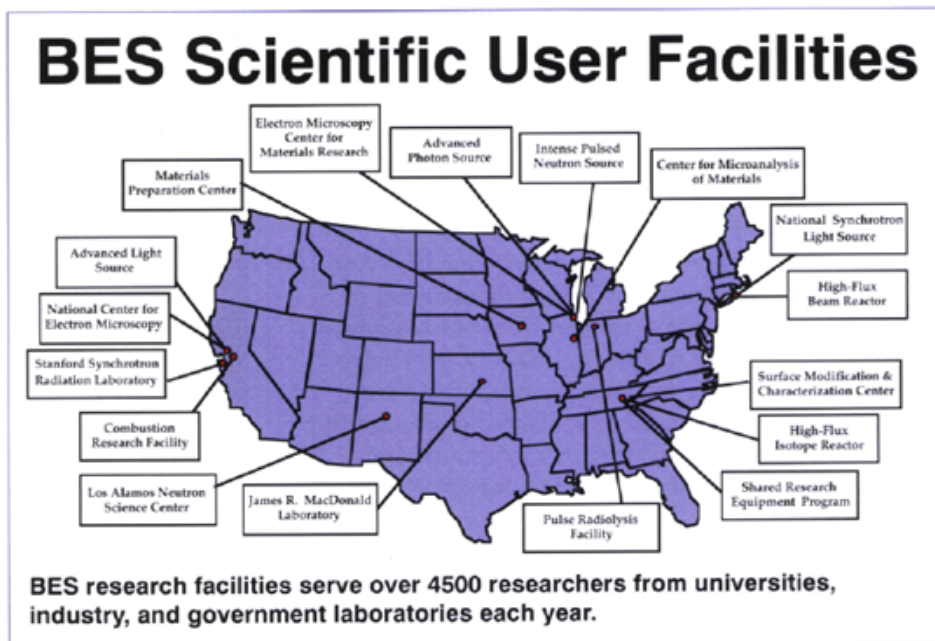 BES Scientific User Facilities
Electron Microscopy
Center for
Materials Research
Advanced
Photon Source
Intense Pulsed
Neutron Source
Center for Microanalysis
of Materials
Materials
Preparation Center
National Synchrotron
Light Source
Advanced Light
Source
High-Flux
Beam Reactor
National Center for
Electron Microscopy
Stanford Synchrotron
Radiation Laboratory
Surface Modification &
Characterization Center
Combustion
Research Facility
High-Flux
Isotope Reactor
Los Alamos Neutron
Science Center
James R. MacDonald
Laboratory
Pulse Radiolysis
Facility
Shared Research
Equipment Program
BES research facilities serve over 4500 researchers from universities,
industry, and government laboratories each year.